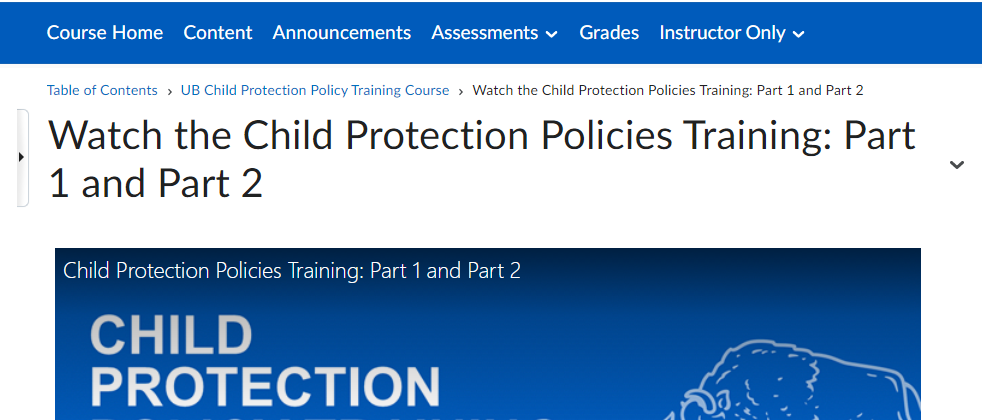 Course Home Content Announcements Assessments Grades Instructor Only
Table of Contents › UB Child Protection Policy Training Course › Watch the Child Protection Policies Training: Part 1 and Part 2
Watch the Child Protection Policies Training: Part
1 and Part 2
Child Protection Policies Training: Part 1 and Part 2
CHILD
PROTECTION